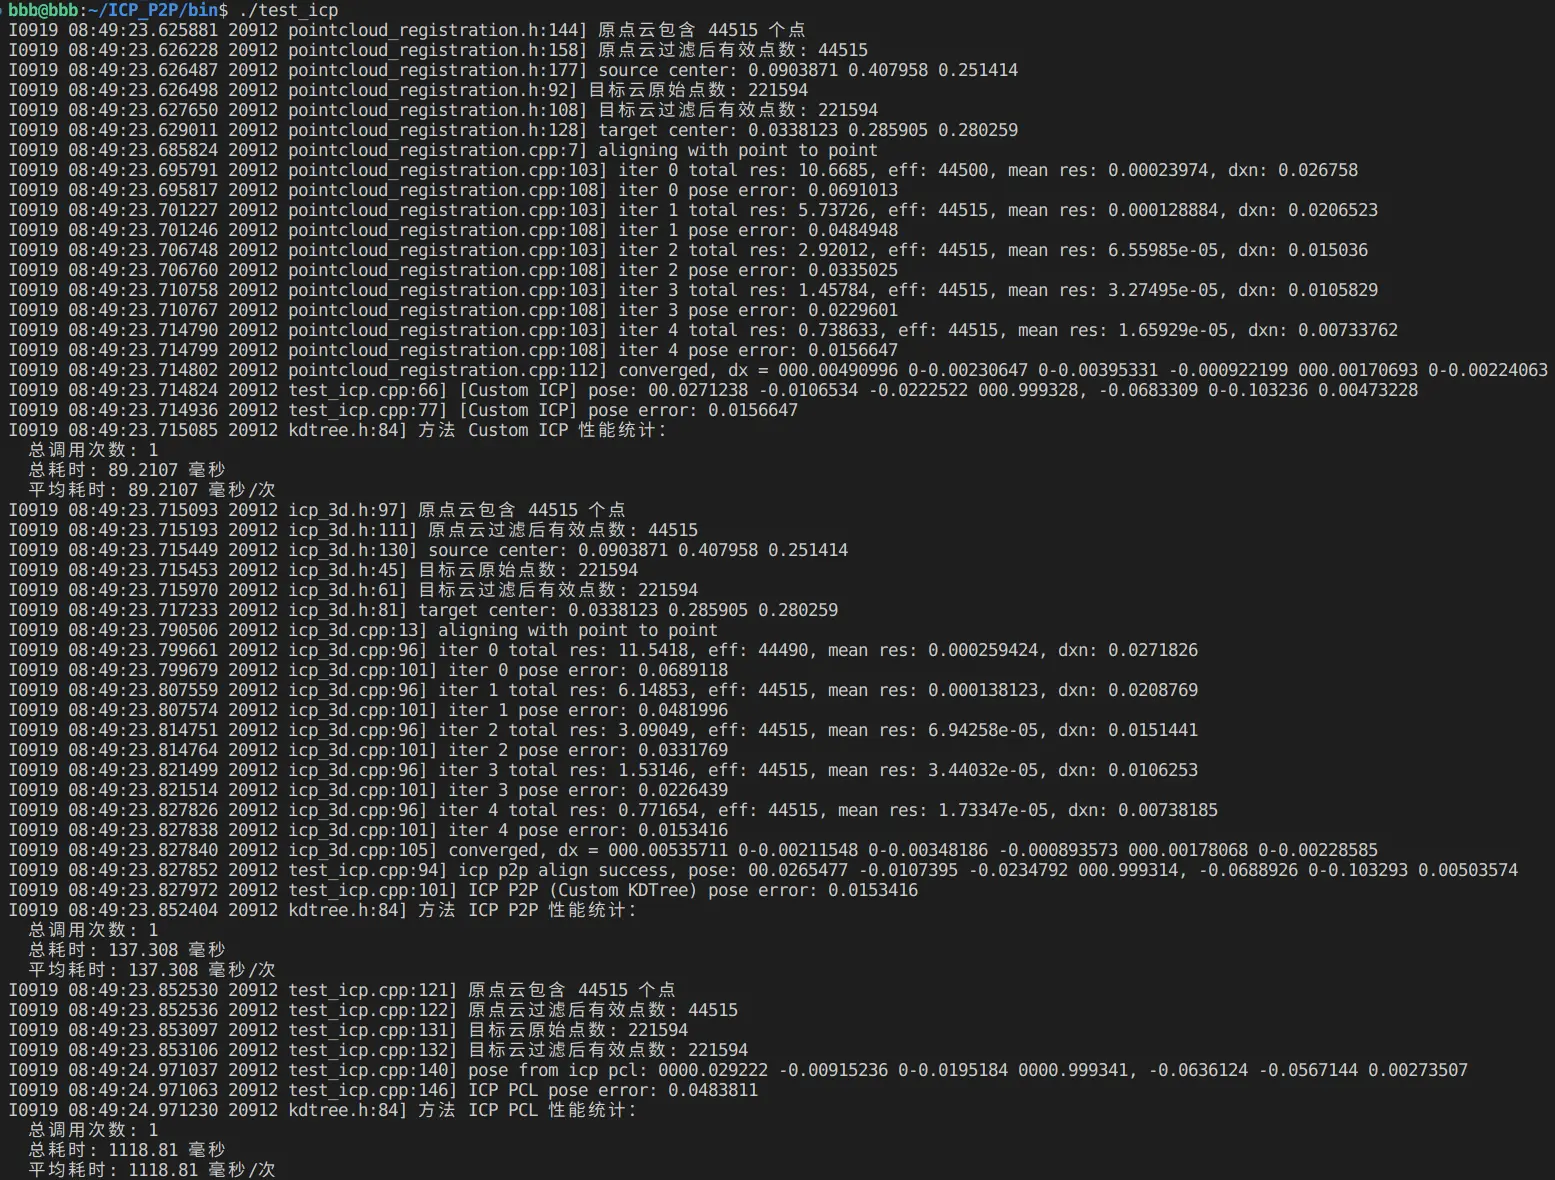 bbb@bbb:~/ICP_P2P/bin$ ./test_icp
I0919 08:49:23.625881 20912 pointcloud_registration.h:144] 原点云包含 44515 个点
I0919 08:49:23.626228 20912 pointcloud_registration.h:158] 原点云过滤后有效点数: 44515
I0919 08:49:23.626487 20912 pointcloud_registration.h:177] source center: 0.0903871 0.407958 0.251414
I0919 08:49:23.626498 20912 pointcloud_registration.h:92] 目标云原始点数: 221594
I0919 08:49:23.627650 20912 pointcloud_registration.h:108] 目标云过滤后有效点数: 221594
I0919 08:49:23.629011 20912 pointcloud_registration.h:128] target center: 0.0338123 0.285905 0.280259
I0919 08:49:23.685824 20912 pointcloud_registration.cpp:7] aligning with point to point
I0919 08:49:23.695791 20912 pointcloud_registration.cpp:103] iter 0 total res: 10.6685, eff: 44500, mean res: 0.00023974, dxn: 0.026758
I0919 08:49:23.695817 20912 pointcloud_registration.cpp:108] iter 0 pose error: 0.0691013
I0919 08:49:23.701227 20912 pointcloud_registration.cpp:103] iter 1 total res: 5.73726, eff: 44515, mean res: 0.000128884, dxn: 0.0206523
I0919 08:49:23.701246 20912 pointcloud_registration.cpp:108] iter 1 pose error: 0.0484948
I0919 08:49:23.706748 20912 pointcloud_registration.cpp:103] iter 2 total res: 2.92012, eff: 44515, mean res: 6.55985e-05, dxn: 0.015036
I0919 08:49:23.706760 20912 pointcloud_registration.cpp:108] iter 2 pose error: 0.0335025
I0919 08:49:23.710758 20912 pointcloud_registration.cpp:103] iter 3 total res: 1.45784, eff: 44515, mean res: 3.27495e-05, dxn: 0.0105829
I0919 08:49:23.710767 20912 pointcloud_registration.cpp:108] iter 3 pose error: 0.0229601
I0919 08:49:23.714790 20912 pointcloud_registration.cpp:103] iter 4 total res: 0.738633, eff: 44515, mean res: 1.65929e-05, dxn: 0.00733762
I0919 08:49:23.714799 20912 pointcloud_registration.cpp:108] iter 4 pose error: 0.0156647
I0919 08:49:23.714802 20912 pointcloud_registration.cpp:112] converged, dx = 000.00490996 0-0.00230647 0-0.00395331 -0.000922199 000.00170693 0-0.00224063
I0919 08:49:23.714824 20912 test_icp.cpp:66] [Custom ICP] pose: 00.0271238 -0.0106534 -0.0222522 000.999328, -0.0683309 0-0.103236 0.00473228
I0919 08:49:23.714936 20912 test_icp.cpp:77] [Custom ICP] pose error: 0.0156647
I0919 08:49:23.715085 20912 kdtree.h:84] 方法 Custom ICP 性能统计:
总调用次数: 1
总耗时: 89.2107 毫秒
平均耗时: 89.2107 毫秒/次
I0919 08:49:23.715093 20912 icp_3d.h:97] 原点云包含 44515 个点
I0919 08:49:23.715193 20912 icp_3d.h:111] 原点云过滤后有效点数: 44515
I0919 08:49:23.715449 20912 icp_3d.h:130] source center: 0.0903871 0.407958 0.251414
I0919 08:49:23.715453 20912 icp_3d.h:45] 目标云原始点数: 221594
I0919 08:49:23.715970 20912 icp_3d.h:61] 目标云过滤后有效点数: 221594
I0919 08:49:23.717233 20912 icp_3d.h:81] target center: 0.0338123 0.285905 0.280259
I0919 08:49:23.790506 20912 icp_3d.cpp:13] aligning with point to point
I0919 08:49:23.799661 20912 icp_3d.cpp:96] iter 0 total res: 11.5418, eff: 44490, mean res: 0.000259424, dxn: 0.0271826
I0919 08:49:23.799679 20912 icp_3d.cpp:101] iter 0 pose error: 0.0689118
I0919 08:49:23.807559 20912 icp_3d.cpp:96] iter 1 total res: 6.14853, eff: 44515, mean res: 0.000138123, dxn: 0.0208769
I0919 08:49:23.807574 20912 icp_3d.cpp:101] iter 1 pose error: 0.0481996
I0919 08:49:23.814751 20912 icp_3d.cpp:96] iter 2 total res: 3.09049, eff: 44515, mean res: 6.94258e-05, dxn: 0.0151441
I0919 08:49:23.814764 20912 icp_3d.cpp:101] iter 2 pose error: 0.0331769
I0919 08:49:23.821499 20912 icp_3d.cpp:96] iter 3 total res: 1.53146, eff: 44515, mean res: 3.44032e-05, dxn: 0.0106253
I0919 08:49:23.821514 20912 icp_3d.cpp:101] iter 3 pose error: 0.0226439
I0919 08:49:23.827826 20912 icp_3d.cpp:96] iter 4 total res: 0.771654, eff: 44515, mean res: 1.73347e-05, dxn: 0.00738185
I0919 08:49:23.827838 20912 icp_3d.cpp:101] iter 4 pose error: 0.0153416
I0919 08:49:23.827840 20912 icp_3d.cpp:105] converged, dx = 000.00535711 0-0.00211548 0-0.00348186 -0.000893573 000.00178068 0-0.00228585
I0919 08:49:23.827852 20912 test_icp.cpp:94] icp p2p align success, pose: 00.0265477 -0.0107395 -0.0234792 000.999314, -0.0688926 0-0.103293 0.00503574
I0919 08:49:23.827972 20912 test_icp.cpp:101] ICP P2P (Custom KDTree) pose error: 0.0153416
I0919 08:49:23.852404 20912 kdtree.h:84] 方法 ICP P2P 性能统计:
总调用次数: 1
总耗时: 137.308 毫秒
平均耗时: 137.308 毫秒/次
I0919 08:49:23.852530 20912 test_icp.cpp:121] 原点云包含 44515 个点
I0919 08:49:23.852536 20912 test_icp.cpp:122] 原点云过滤后有效点数: 44515
I0919 08:49:23.853097 20912 test_icp.cpp:131] 目标云原始点数: 221594
I0919 08:49:23.853106 20912 test_icp.cpp:132] 目标云过滤后有效点数: 221594
I0919 08:49:24.971037 20912 test_icp.cpp:140] pose from icp pcl: 0000.029222 -0.00915236 0-0.0195184 0000.999341, -0.0636124 -0.0567144 0.00273507
I0919 08:49:24.971063 20912 test_icp.cpp:146] ICP PCL pose error: 0.0483811
I0919 08:49:24.971230 20912 kdtree.h:84] 方法 ICP PCL 性能统计:
总调用次数: 1
总耗时: 1118.81 毫秒
平均耗时: 1118.81 毫秒/次